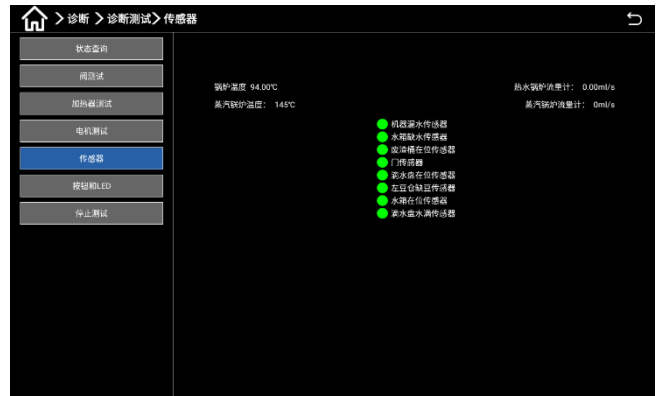 诊断 > 诊断测试 > 传感器
状态查询
阀测试
加热器测试
电机测试
传感器
按钮和LED
停止测试
锅炉温度 94.00℃
热水锅炉流量计: 0.00ml/s
蒸汽锅炉温度: 145℃
蒸汽锅炉流量计: 0ml/s
机器漏水传感器
水箱缺水传感器
废渣桶在位传感器
门传感器
滴水盘在位传感器
左豆仓缺豆传感器
水箱在位传感器
滴水盘水满传感器